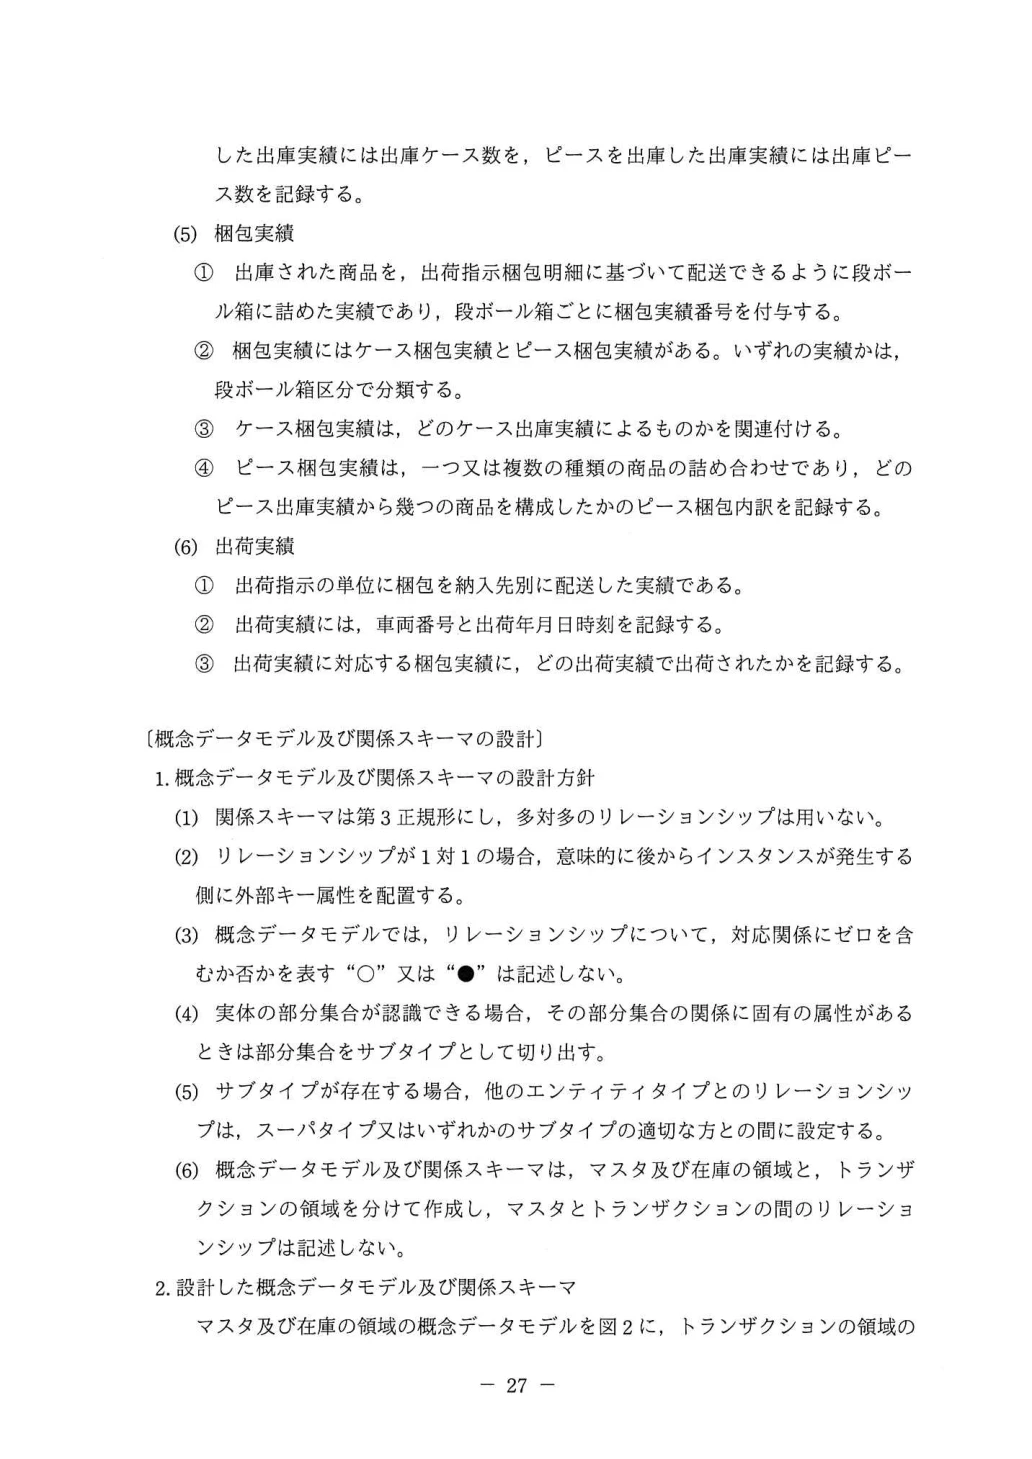 した出庫実績には出庫ケース数を，ピースを出庫した出庫実績には出庫ピー
ス数を記録する。
(5) 梱包実績
① 出庫された商品を，出荷指示梱包明細に基づいて配送できるように段ボー
ル箱に詰めた実績であり，段ボール箱ごとに梱包実績番号を付与する。
② 梱包実績にはケース梱包実績とピース梱包実績がある。いずれの実績かは，
段ボール箱区分で分類する。
③ ケース梱包実績は，どのケース出庫実績によるものかを関連付ける。
④ ピース梱包実績は，一つ又は複数の種類の商品の詰め合わせであり，どの
ピース出庫実績から幾つの商品を構成したかのピース梱包内訳を記録する。
(6) 出荷実績
① 出荷指示の単位に梱包を納入先別に配送した実績である。
② 出荷実績には，車両番号と出荷年月日時刻を記録する。
③ 出荷実績に対応する梱包実績に，どの出荷実績で出荷されたかを記録する。
〔概念データモデル及び関係スキーマの設計〕
1. 概念データモデル及び関係スキーマの設計方針
(1) 関係スキーマは第3正規形にし，多対多のリレーションシップは用いない。
(2) リレーションシップが1対1の場合，意味的に後からインスタンスが発生する
側に外部キー属性を配置する。
(3) 概念データモデルでは，リレーションシップについて，対応関係にゼロを含
むか否かを表す“○”又は“●”は記述しない。
(4) 実体の部分集合が認識できる場合，その部分集合の関係に固有の属性がある
ときは部分集合をサブタイプとして切り出す。
(5) サブタイプが存在する場合，他のエンティティタイプとのリレーションシッ
プは，スーパタイプ又はいずれかのサブタイプの適切な方との間に設定する。
(6) 概念データモデル及び関係スキーマは，マスタ及び在庫の領域と，トランザ
クションの領域を分けて作成し，マスタとトランザクションの間のリレーショ
ンシップは記述しない。
2. 設計した概念データモデル及び関係スキーマ
マスタ及び在庫の領域の概念データモデルを図2に，トランザクションの領域の
－ 27 －